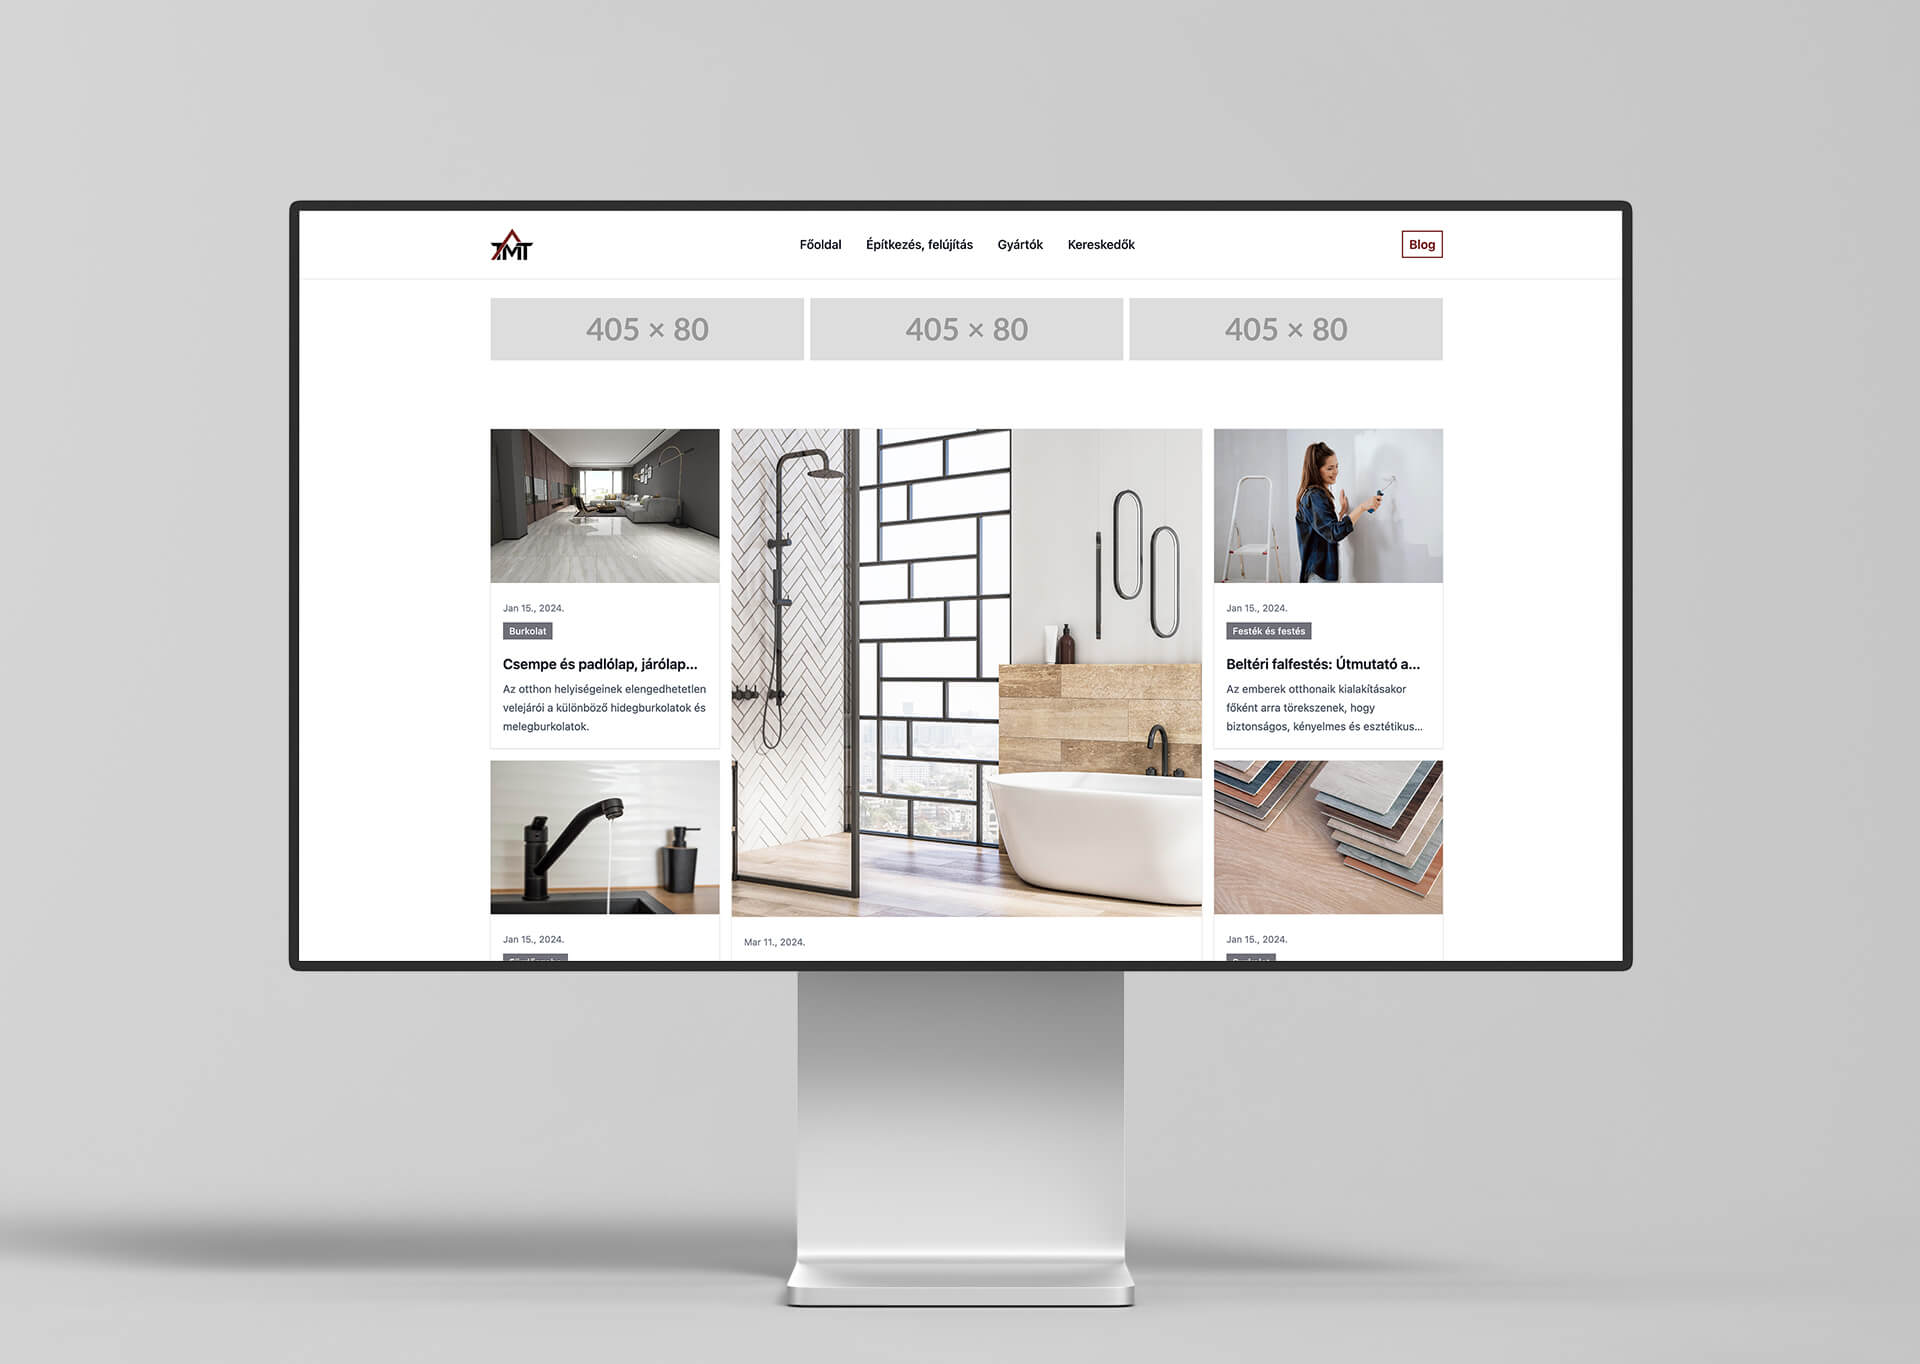 TMT
Főoldal
Építkezés, felújítás
Gyártók
Kereskedők
Blog
405 × 80
405 × 80
405 × 80
Jan 15., 2024.
Burkolat
Csempe és padlólap, járólap...
Az otthon helyiségeinek elengedhetetlen
velejárói a különböző hidegburkolatok és
melegburkolatok.
Jan 15., 2024.
Mar 11., 2024.
Jan 15., 2024.
Festék és festés
Beltéri falfestés: Útmutató a...
Az emberek otthonaik kialakításakor
főként arra törekszenek, hogy
biztonságos, kényelmes és esztétikus...
Jan 15., 2024.